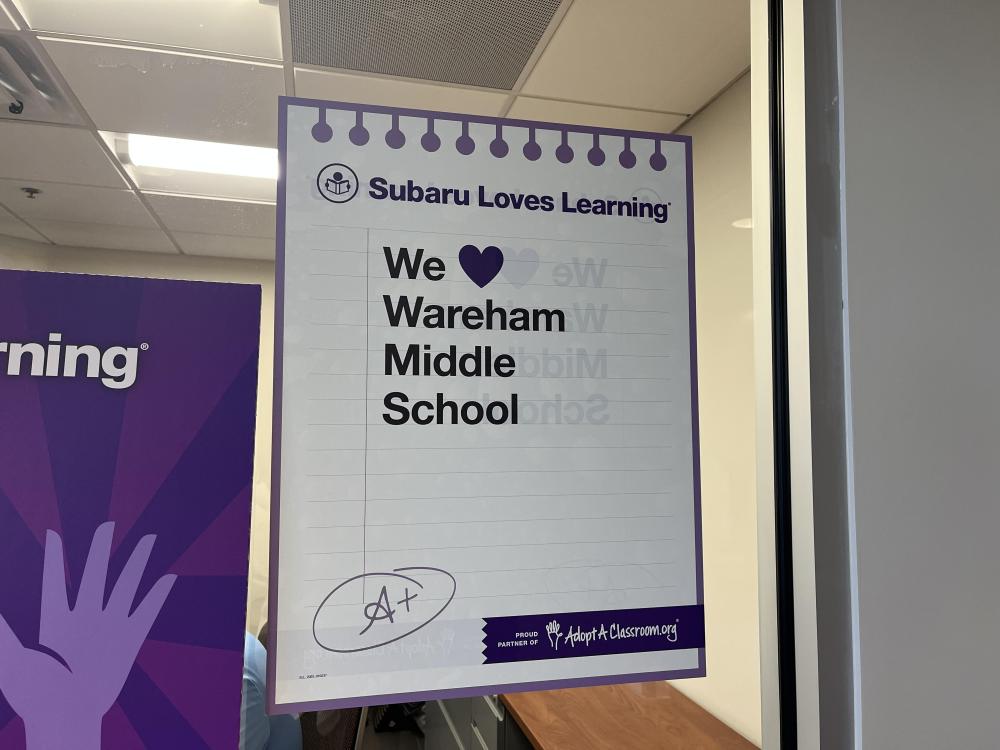 Subaru Loves Learning®
We ♥
Wareham
Middle
School
A+
PROUD
PARTNER OF
AdoptAClassroom.org®
rning®